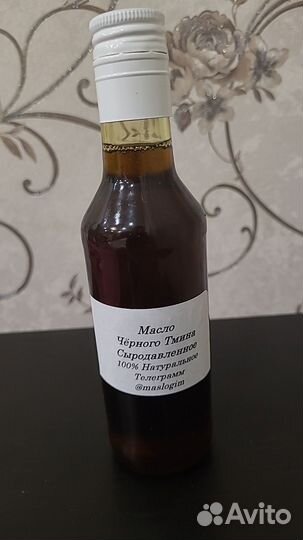 Масло
Чёрного Тмина
Сыродавленное
100% Натуральное
Телеграмм
@maslogim
Avito